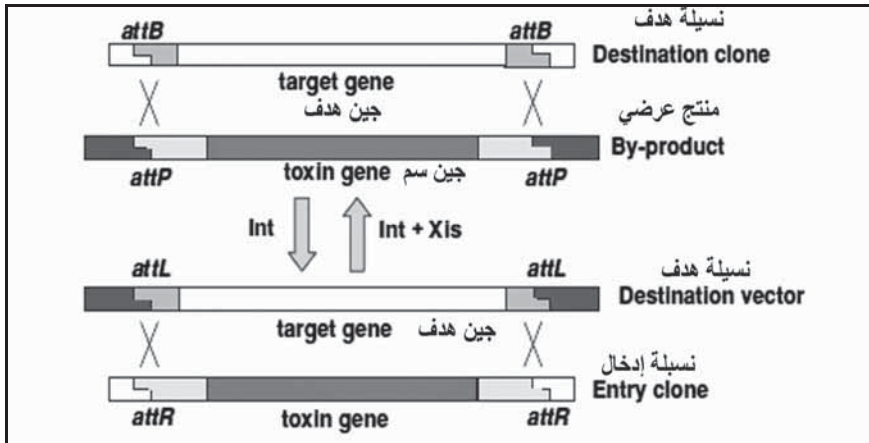 attB
attB
نسيلة هدف
Destination clone
target gene
جين هدف
منتج عرضي
By-product
attP
toxin gene جين سم
attP
Int
Int + Xis
attL
attL
نسيلة هدف
Destination vector
target gene جين هدف
نسبلة إدخال
Entry clone
attR
toxin gene
attR